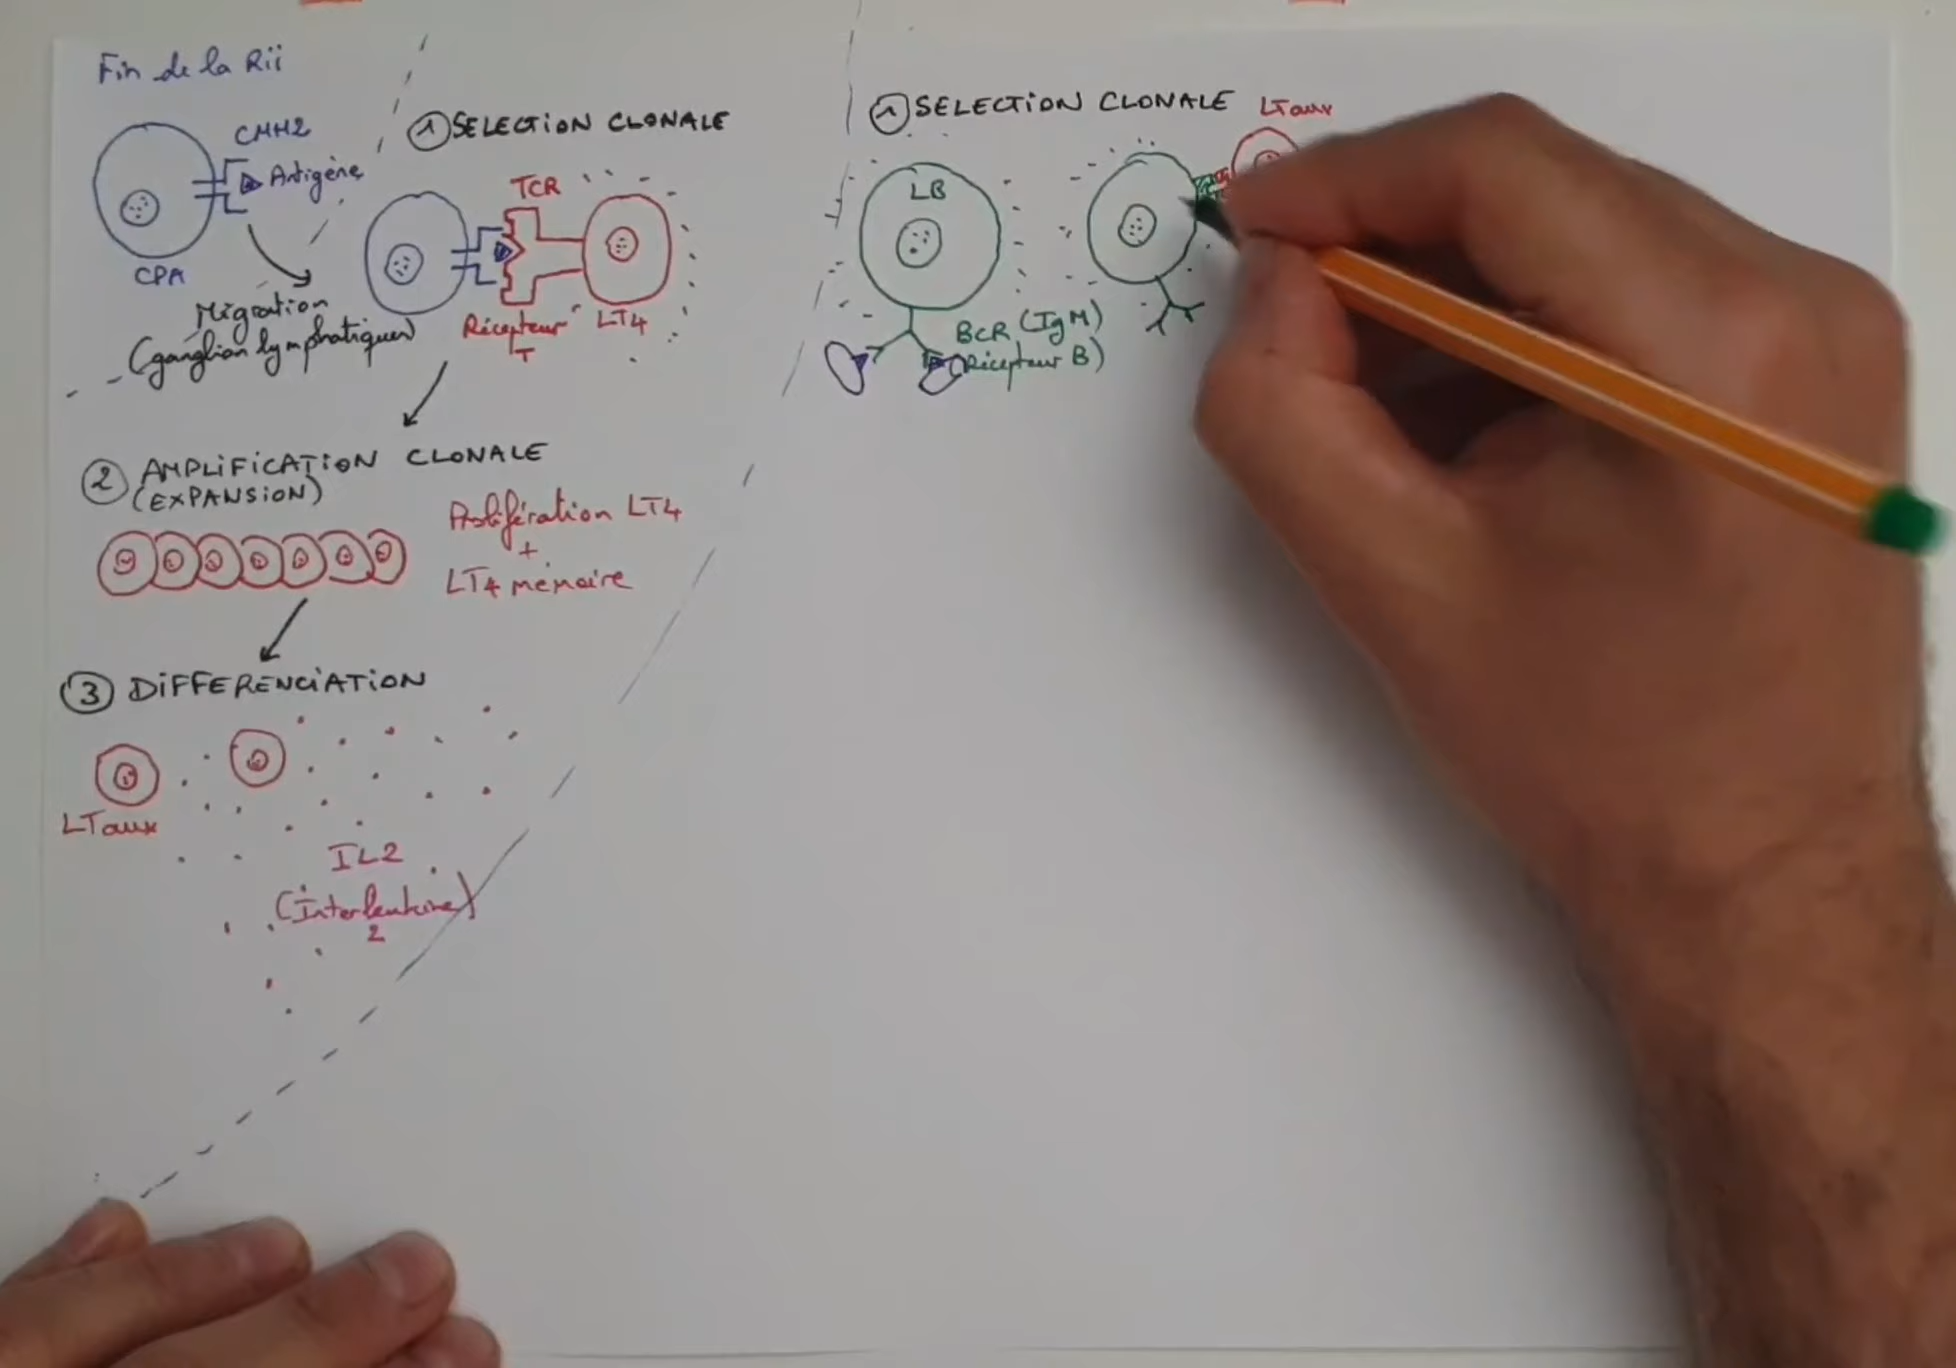 Fin de la Rii
CMH2
Antigène
CPA
Migration
(ganglion lymphatique)
① SELECTION CLONALE
TCR
Récepteur
T
LT4
② AMPLIFICATION CLONALE
(EXPANSION)
Prolifération LT4
+
LT4 mémoire
③ DIFFERENCIATION
LTaux
IL2
(Interleukine)
2
① SELECTION CLONALE
LTaux
LB
BCR (IgM)
(Récepteur B)